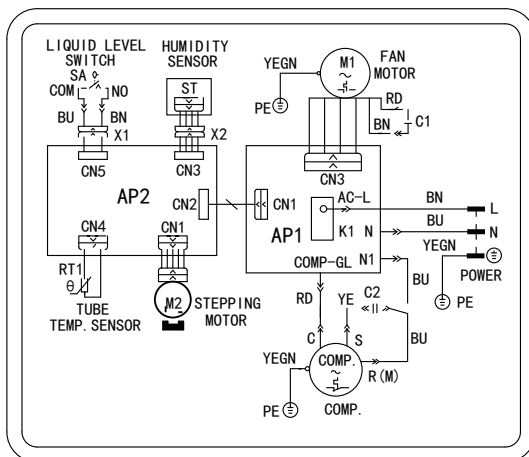 LIQUID LEVEL
SWITCH
HUMIDITY
SENSOR
FAN
MOTOR
YEGN
M1
SA
COM
NO
ST
PE
RD
BN
C1
BU
BN
X1
X2
CN5
CN3
CN3
AP2
CN2
CN1
AP1
AC-L
BN
L
K1
N
BU
N
CN4
CN1
COMP-GL
N1
YEGN
POWER
RT1
θ
M2
STEPPING
MOTOR
TUBE
TEMP. SENSOR
RD
YE
C2
BU
PE
C
S
BU
YEGN
COMP.
R(M)
PE
COMP.